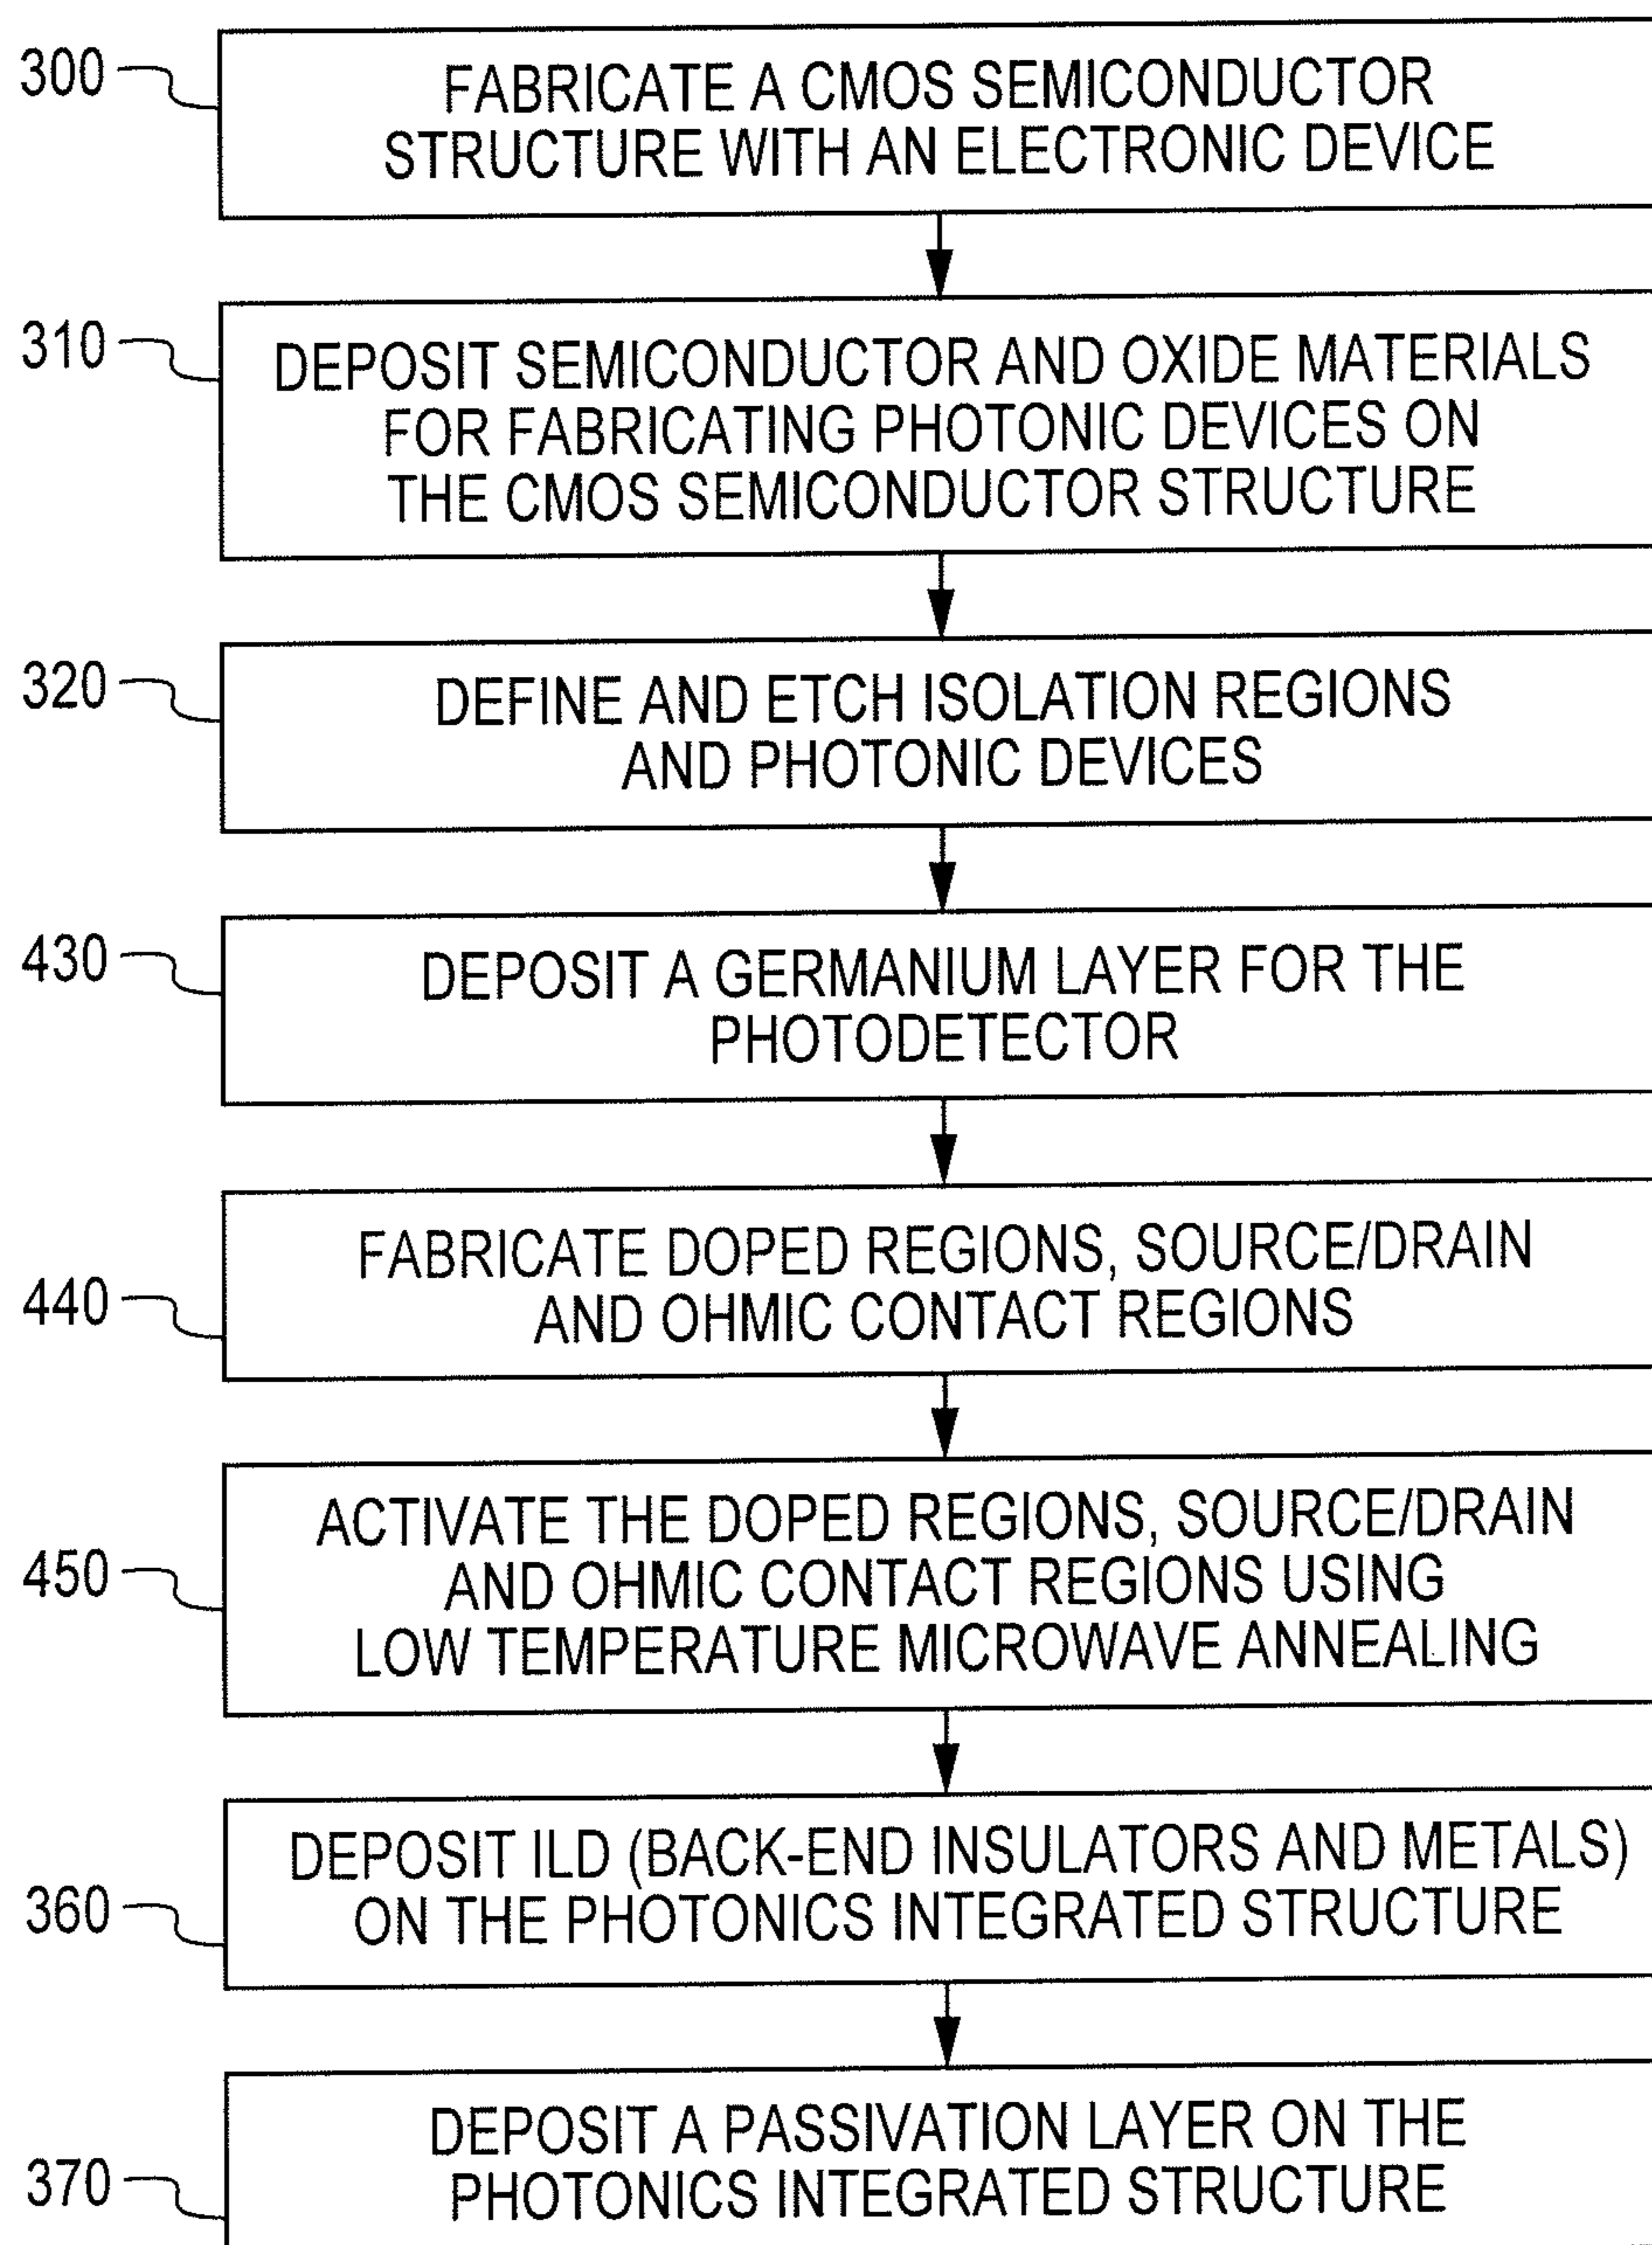 300
FABRICATE A CMOS SEMICONDUCTOR
STRUCTURE WITH AN ELECTRONIC DEVICE
310
DEPOSIT SEMICONDUCTOR AND OXIDE MATERIALS
FOR FABRICATING PHOTONIC DEVICES ON
THE CMOS SEMICONDUCTOR STRUCTURE
320
DEFINE AND ETCH ISOLATION REGIONS
AND PHOTONIC DEVICES
430
DEPOSIT A GERMANIUM LAYER FOR THE
PHOTODETECTOR
440
FABRICATE DOPED REGIONS, SOURCE/DRAIN
AND OHMIC CONTACT REGIONS
450
ACTIVATE THE DOPED REGIONS, SOURCE/DRAIN
AND OHMIC CONTACT REGIONS USING
LOW TEMPERATURE MICROWAVE ANNEALING
360
DEPOSIT ILD (BACK-END INSULATORS AND METALS)
ON THE PHOTONICS INTEGRATED STRUCTURE
370
DEPOSIT A PASSIVATION LAYER ON THE
PHOTONICS INTEGRATED STRUCTURE